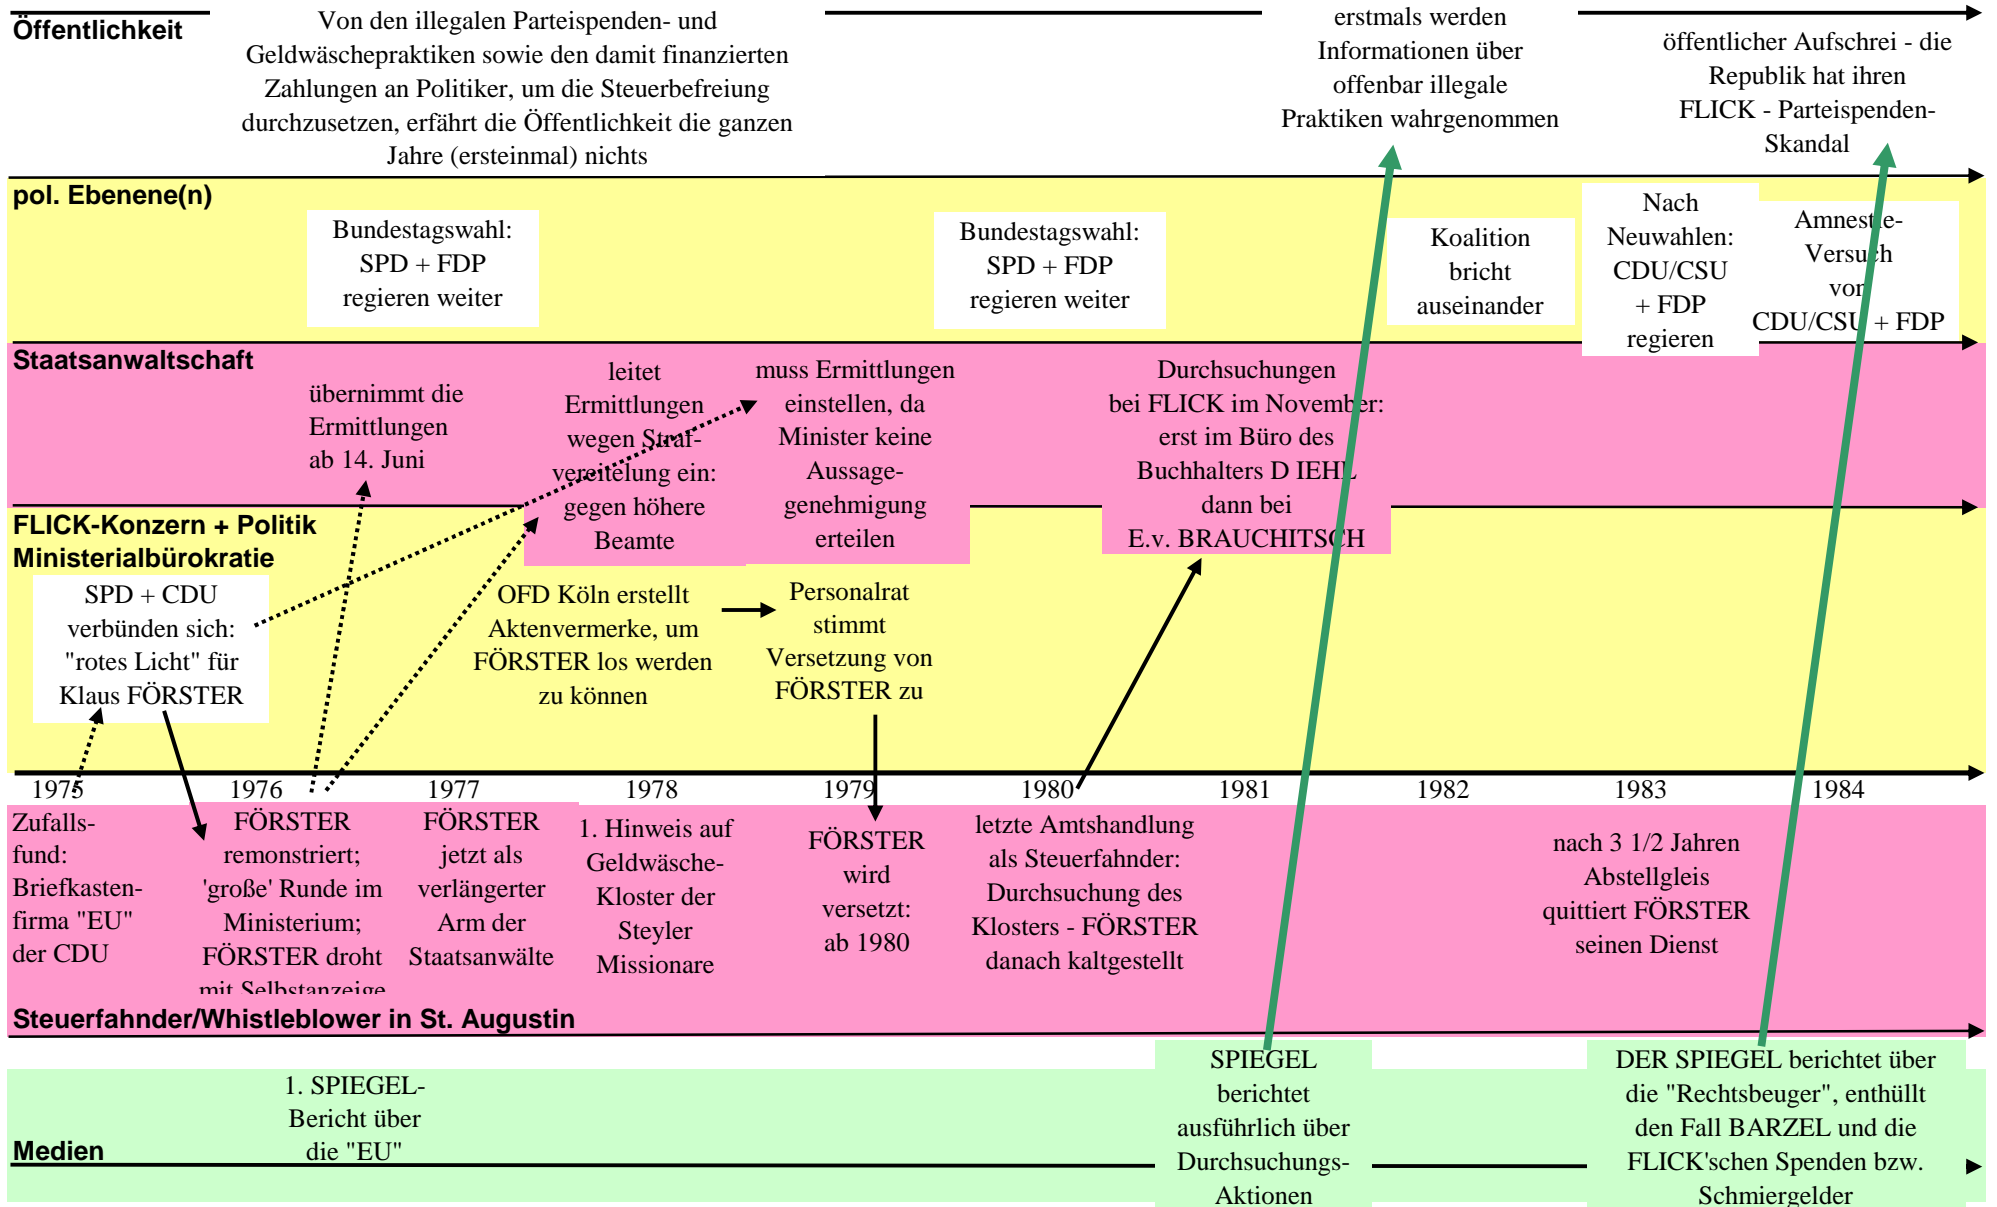 Öffentlichkeit
Von den illegalen Parteispenden- und
Geldwäschepraktiken sowie den damit finanzierten
Zahlungen an Politiker, um die Steuerbefreiung
durchzusetzen, erfährt die Öffentlichkeit die ganzen
Jahre (ersteinmal) nichts
erstmals werden
Informationen über
offenbar illegale
Praktiken wahrgenommen
öffentlicher Aufschrei - die
Republik hat ihren
FLICK - Parteispenden-
Skandal
pol. Ebenene(n)
Bundestagswahl:
SPD + FDP
regieren weiter
Bundestagswahl:
SPD + FDP
regieren weiter
Koalition
bricht
auseinander
Nach
Neuwahlen:
CDU/CSU
+ FDP
regieren
Amnestie-
Versuch
von
CDU/CSU + FDP
Staatsanwaltschaft
übernimmt die
Ermittlungen
ab 14. Juni
leitet
Ermittlungen
wegen Straf-
vereitelung ein:
gegen höhere
Beamte
muss Ermittlungen
einstellen, da
Minister keine
Aussage-
genehmigung
erteilen
Durchsuchungen
bei FLICK im November:
erst im Büro des
Buchhalters D IEHL
dann bei
E.v. BRAUCHITSCH
FLICK-Konzern + Politik
Ministerialbürokratie
SPD + CDU
verbünden sich:
"rotes Licht" für
Klaus FÖRSTER
OFD Köln erstellt
Aktenvermerke, um
FÖRSTER los werden
zu können
Personalrat
stimmt
Versetzung von
FÖRSTER zu
1975 1976 1977 1978 1979 1980 1981 1982 1983 1984
Zufalls-
fund:
Briefkasten-
firma "EU"
der CDU
FÖRSTER
remonstriert;
'große' Runde im
Ministerium;
FÖRSTER droht
mit Selbstanzeige
FÖRSTER
jetzt als
verlängerter
Arm der
Staatsanwälte
1. Hinweis auf
Geldwäsche-
Kloster der
Steyler
Missionare
FÖRSTER
wird
versetzt:
ab 1980
letzte Amtshandlung
als Steuerfahnder:
Durchsuchung des
Klosters - FÖRSTER
danach kaltgestellt
nach 3 1/2 Jahren
Abstellgleis
quittiert FÖRSTER
seinen Dienst
Steuerfahnder/Whistleblower in St. Augustin
Medien
1. SPIEGEL-
Bericht über
die "EU"
SPIEGEL
berichtet
ausführlich über
Durchsuchungs-
Aktionen
DER SPIEGEL berichtet über
die "Rechtsbeuger", enthüllt
den Fall BARZEL und die
FLICK'schen Spenden bzw.
Schmiergelder